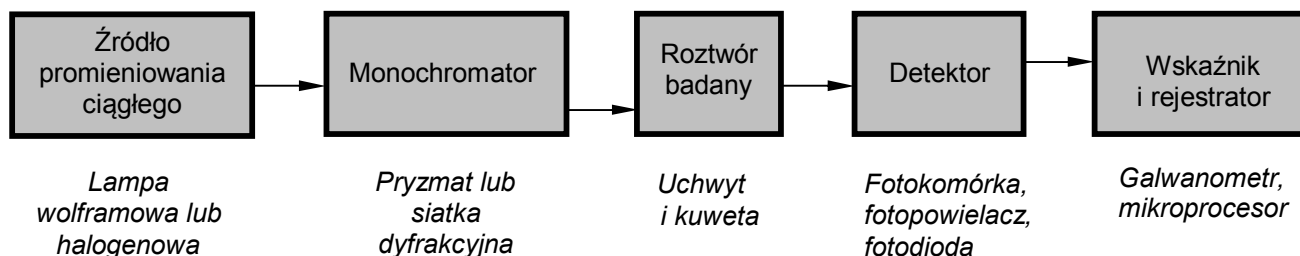 Źródło
promieniowania
ciągłego
Monochromator
Roztwór
badany
Detektor
Wskaźnik
i rejestrator
Lampa
wolframowa lub
halogenowa
Pryzmat lub
siatka
dyfrakcyjna
Uchwyt
i kuweta
Fotokomórka,
fotopowielacz,
fotodioda
Galwanometr,
mikroprocesor